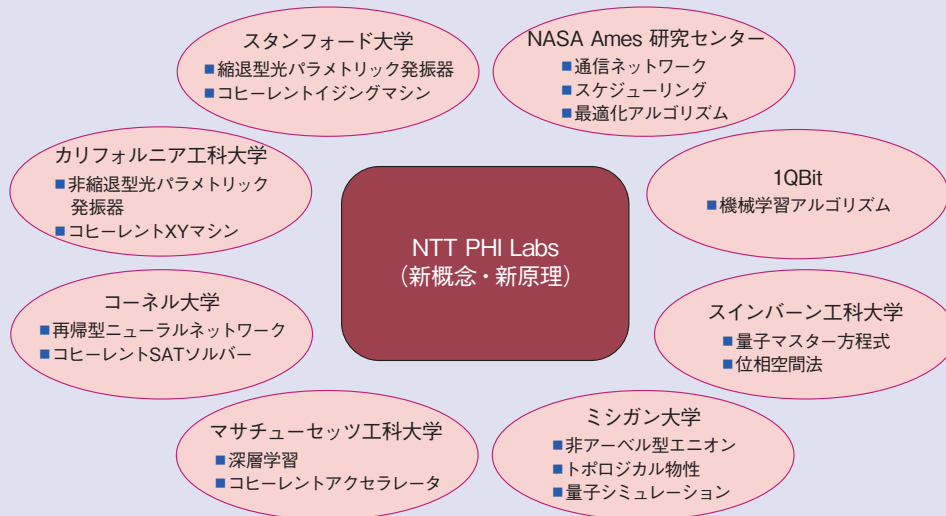 スタンフォード大学
■縮退型光パラメトリック発振器
■コヒーレントイジングマシン
NASA Ames 研究センター
■通信ネットワーク
■スケジューリング
■最適化アルゴリズム
カリフォルニア工科大学
■非縮退型光パラメトリック
発振器
■コヒーレントXYマシン
1QBit
■機械学習アルゴリズム
NTT PHI Labs
（新概念・新原理）
コーネル大学
■再帰型ニューラルネットワーク
■コヒーレントSATソルバー
スインバーン工科大学
■量子マスター方程式
■位相空間法
マサチューセッツ工科大学
■深層学習
■コヒーレントアクセラレータ
ミシガン大学
■非アーベル型エニオン
■トポロジカル物性
■量子シミュレーション